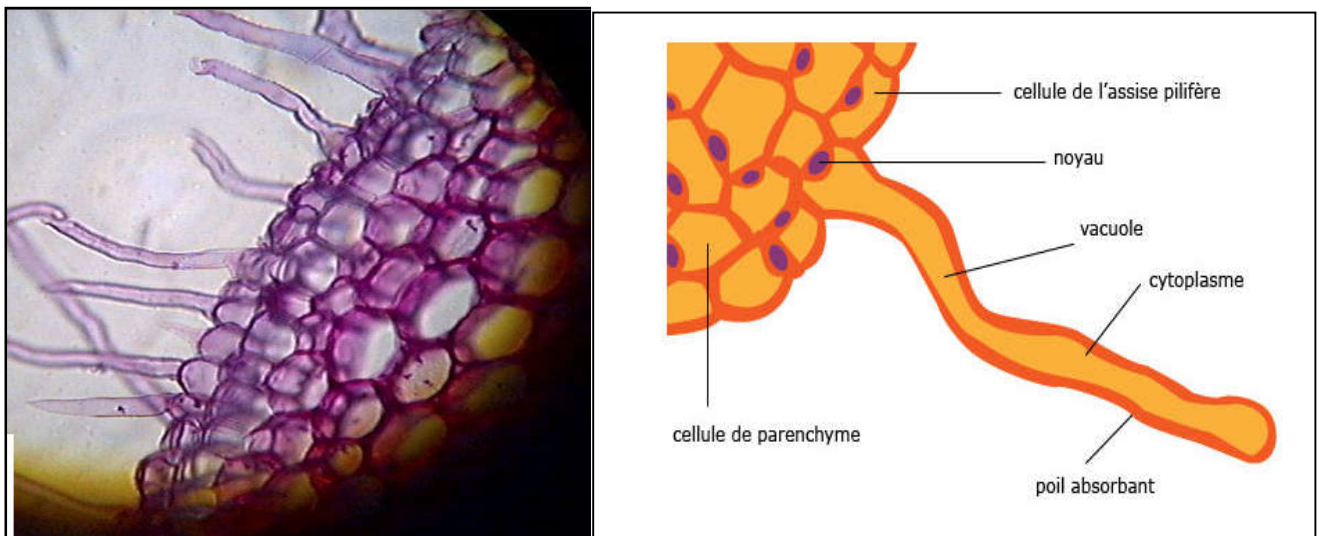 cellule de l'assise pilifère
noyau
vacuole
cytoplasme
cellule de parenchyme
poil absorbant